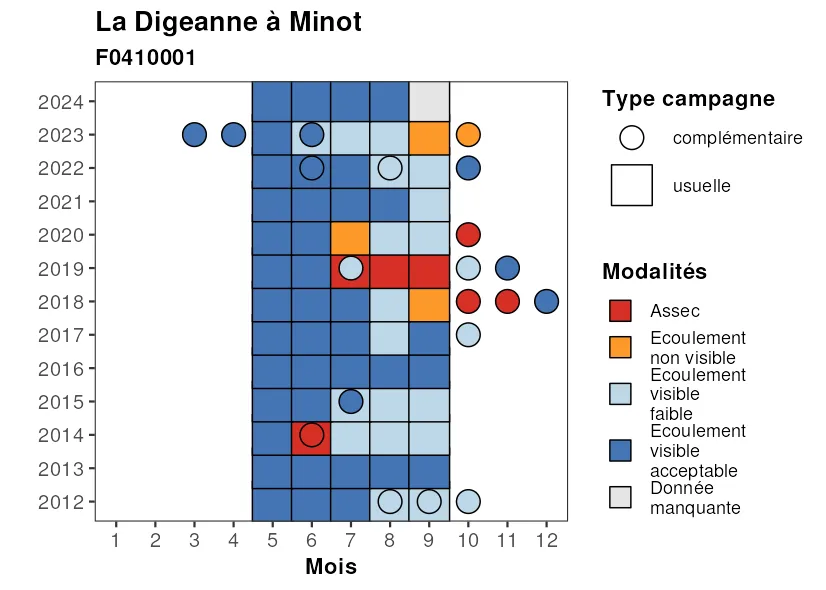 La Digeanne à Minot
F0410001
2024
2023
2022
2021
2020
2019
2018
2017
2016
2015
2014
2013
2012
1 2 3 4 5 6 7 8 9 10 11 12
Mois
Type campagne
complémentaire
usuelle
Modalités
Assec
Ecoulement
non visible
Ecoulement
visible
faible
Ecoulement
visible
acceptable
Donnée
manquante